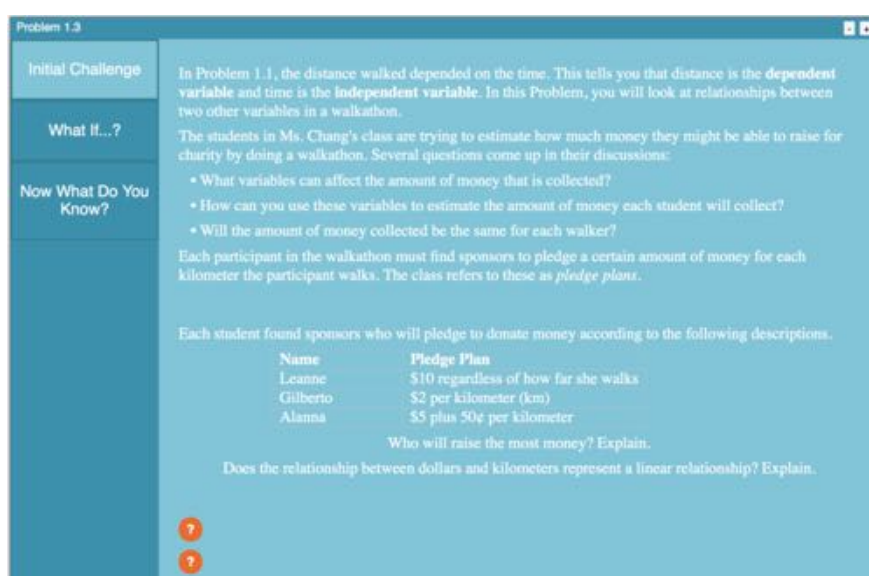 Problem 1.3
- +
Initial Challenge
What If...?
Now What Do You
Know?
In Problem 1.1, the distance walked depended on the time. This tells you that distance is the dependent
variable and time is the independent variable. In this Problem, you will look at relationships between
two other variables in a walkathon.
The students in Ms. Chang's class are trying to estimate how much money they might be able to raise for
charity by doing a walkathon. Several questions come up in their discussions:
• What variables can affect the amount of money that is collected?
• How can you use these variables to estimate the amount of money each student will collect?
• Will the amount of money collected be the same for each walker?
Each participant in the walkathon must find sponsors to pledge a certain amount of money for each
kilometer the participant walks. The class refers to these as pledge plans.
Each student found sponsors who will pledge to donate money according to the following descriptions.
Name Pledge Plan
Leanne $10 regardless of how far she walks
Gilberto $2 per kilometer (km)
Alanna $5 plus 50¢ per kilometer
Who will raise the most money? Explain.
Does the relationship between dollars and kilometers represent a linear relationship? Explain.
?
?